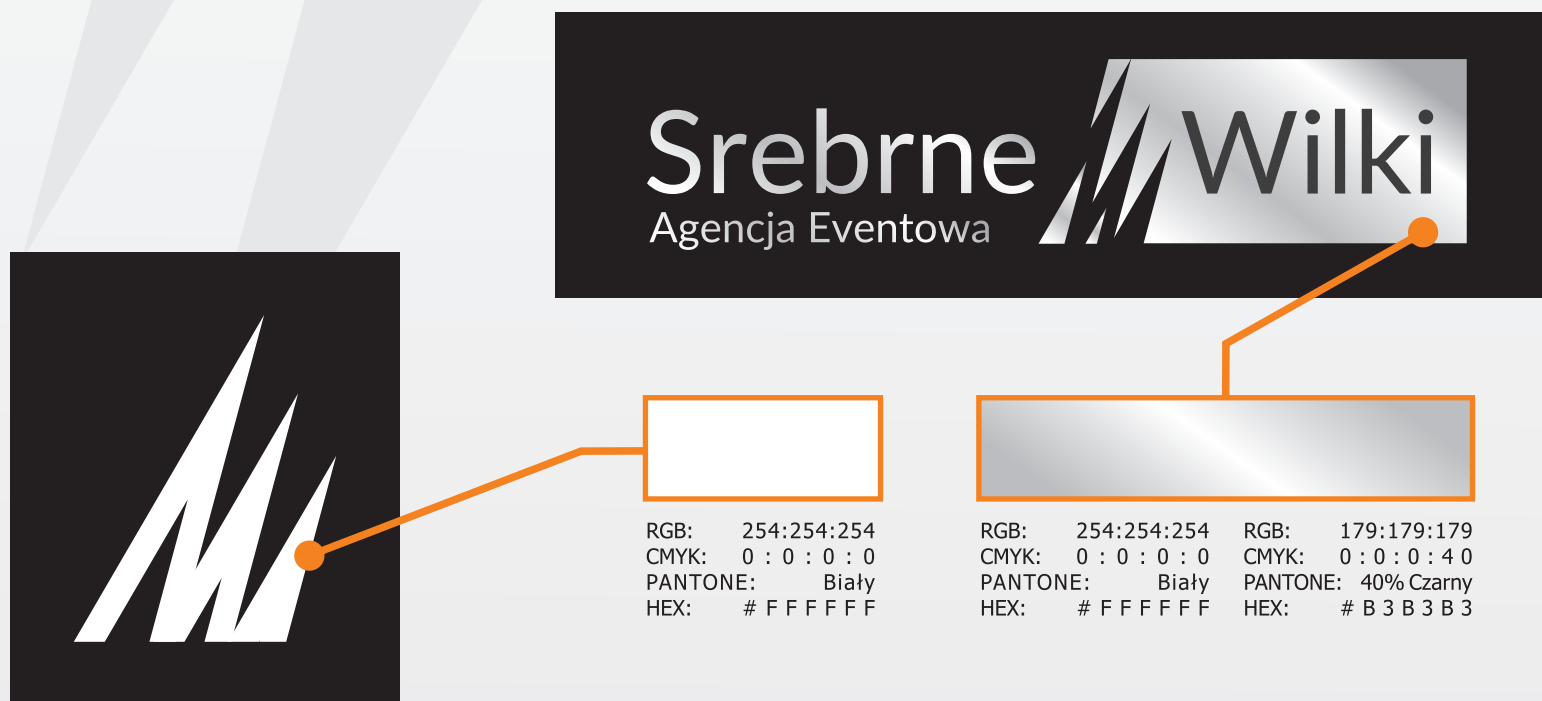 Srebrne Wilki
Agencja Eventowa
RGB: 254:254:254
CMYK: 0 : 0 : 0 : 0
PANTONE: Biały
HEX: # F F F F F F
RGB: 254:254:254
CMYK: 0 : 0 : 0 : 0
PANTONE: Biały
HEX: # F F F F F F
RGB: 179:179:179
CMYK: 0 : 0 : 0 : 4 0
PANTONE: 40% Czarny
HEX: # B 3 B 3 B 3